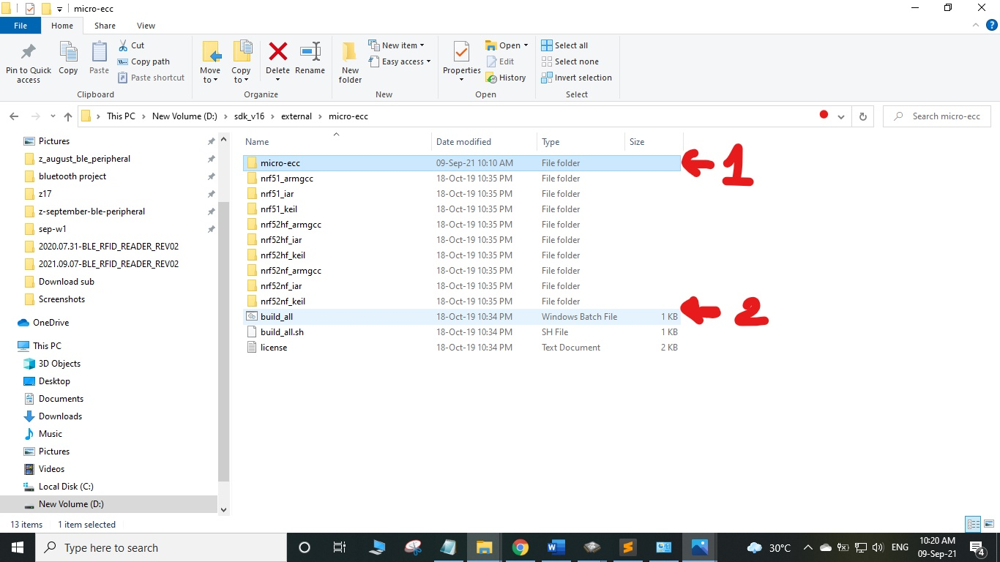 micro-ecc
File Home Share View
Pin to Quick access
Copy
Paste
Cut
Copy path
Paste shortcut
Clipboard
Move to
Copy to
Delete
Rename
Organize
New folder
New item
Easy access
New
Properties
Open
Edit
History
Open
Select all
Select none
Invert selection
Select
This PC New Volume (D:) sdk_v16 external micro-ecc
Search micro-ecc
Pictures
z_august_ble_peripheral
bluetooth project
z17
z-september-ble-peripheral
sep-w1
2020.07.31-BLE_RFID_READER_REV02
2021.09.07-BLE_RFID_READER_REV02
Download sub
Screenshots
OneDrive
This PC
3D Objects
Desktop
Documents
Downloads
Music
Pictures
Videos
Local Disk (C:)
New Volume (D:)
Name Date modified Type Size
micro-ecc 09-Sep-21 10:10 AM File folder
1
nrf51_armgcc 18-Oct-19 10:35 PM File folder
nrf51_iar 18-Oct-19 10:35 PM File folder
nrf51_keil 18-Oct-19 10:35 PM File folder
nrf52hf_armgcc 18-Oct-19 10:35 PM File folder
nrf52hf_iar 18-Oct-19 10:35 PM File folder
nrf52hf_keil 18-Oct-19 10:35 PM File folder
nrf52nf_armgcc 18-Oct-19 10:35 PM File folder
nrf52nf_iar 18-Oct-19 10:35 PM File folder
nrf52nf_keil 18-Oct-19 10:35 PM File folder
build_all 18-Oct-19 10:34 PM Windows Batch File 1 KB
2
build_all.sh 18-Oct-19 10:34 PM SH File 1 KB
license 18-Oct-19 10:34 PM Text Document 2 KB
13 items 1 item selected
Type here to search
30°C
ENG
10:20 AM
09-Sep-21
4